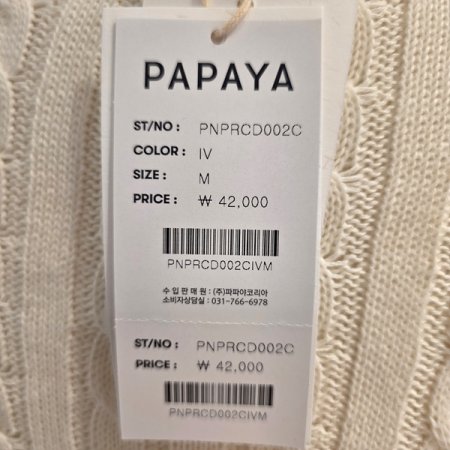 PAPAYA
ST/NO : PNPRCD002C
COLOR : IV
SIZE : M
PRICE : ₩ 42,000
PNPRCD002CIVM
수 입 판 매 원 : (주)파파야코리아
소비자상담실 : 031-766-6978
ST/NO : PNPRCD002C
PRICE : ₩ 42,000
PNPRCD002CIVM